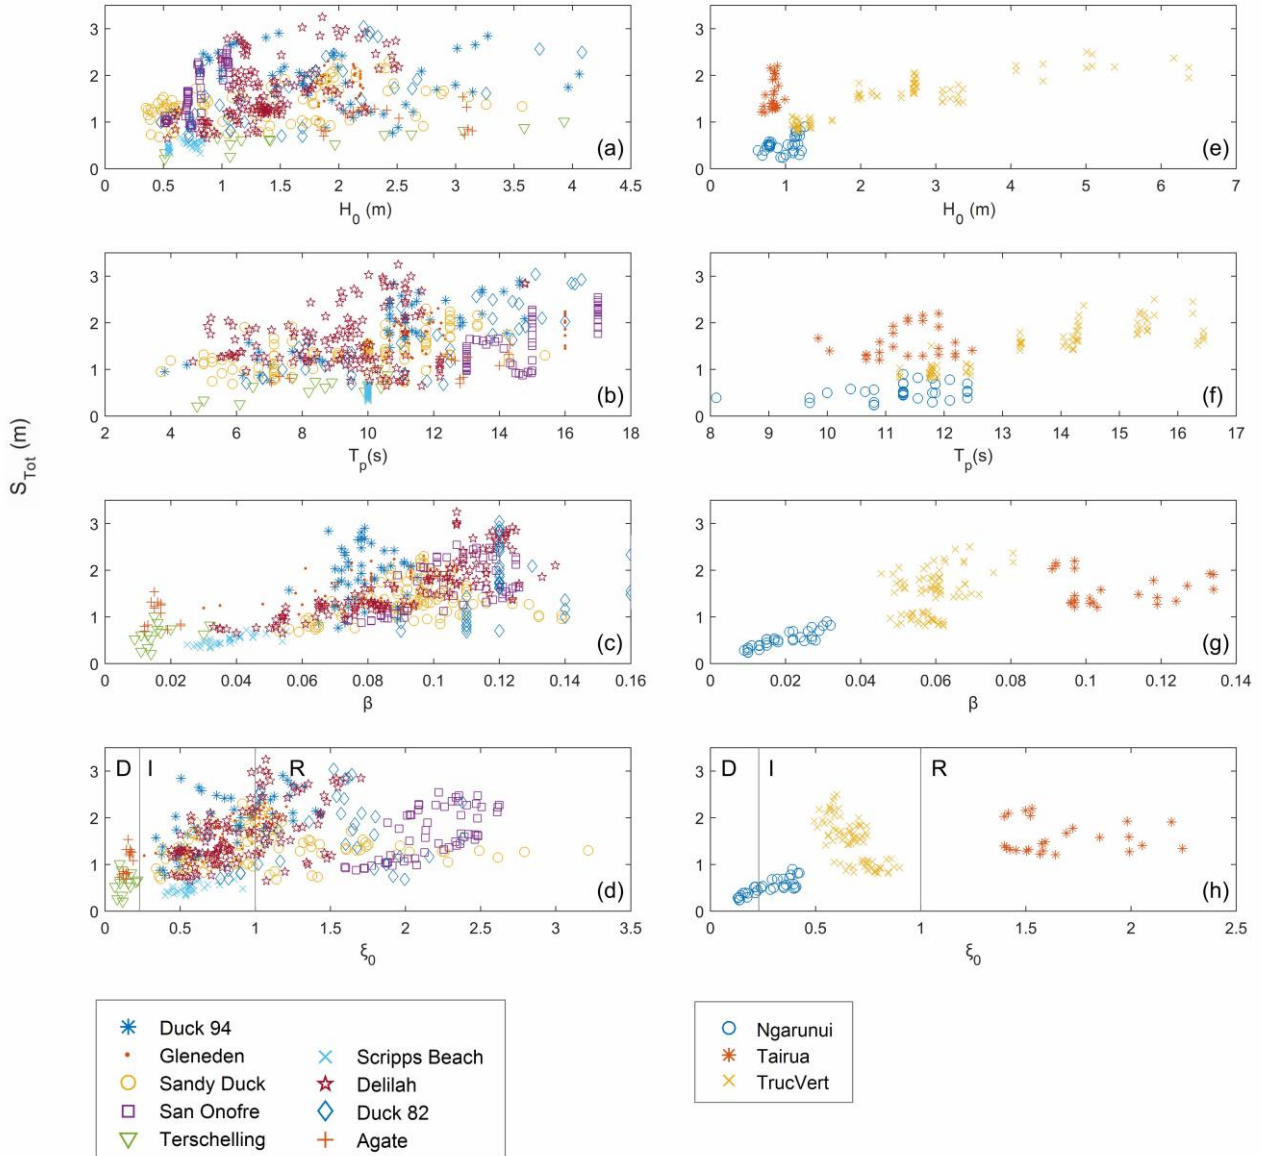 3
2
1
0
0 0.5 1 1.5 2 2.5 3 3.5 4 4.5
H0 (m)
(a)
3
2
1
0
0 1 2 3 4 5 6 7
H0 (m)
(e)
3
2
1
0
2 4 6 8 10 12 14 16 18
Tp(s)
(b)
3
2
1
0
8 9 10 11 12 13 14 15 16 17
Tp(s)
(f)
STot (m)
3
2
1
0
0 0.02 0.04 0.06 0.08 0.1 0.12 0.14 0.16
β
(c)
3
2
1
0
0 0.02 0.04 0.06 0.08 0.1 0.12 0.14
β
(g)
D I R
3
2
1
0
0 0.5 1 1.5 2 2.5 3 3.5
ξ0
(d)
D I R
3
2
1
0
0 0.5 1 1.5 2 2.5
ξ0
(h)
Duck 94
Gleneden
Sandy Duck
San Onofre
Terschelling
Scripps Beach
Delilah
Duck 82
Agate
Ngarunui
Tairua
TrucVert